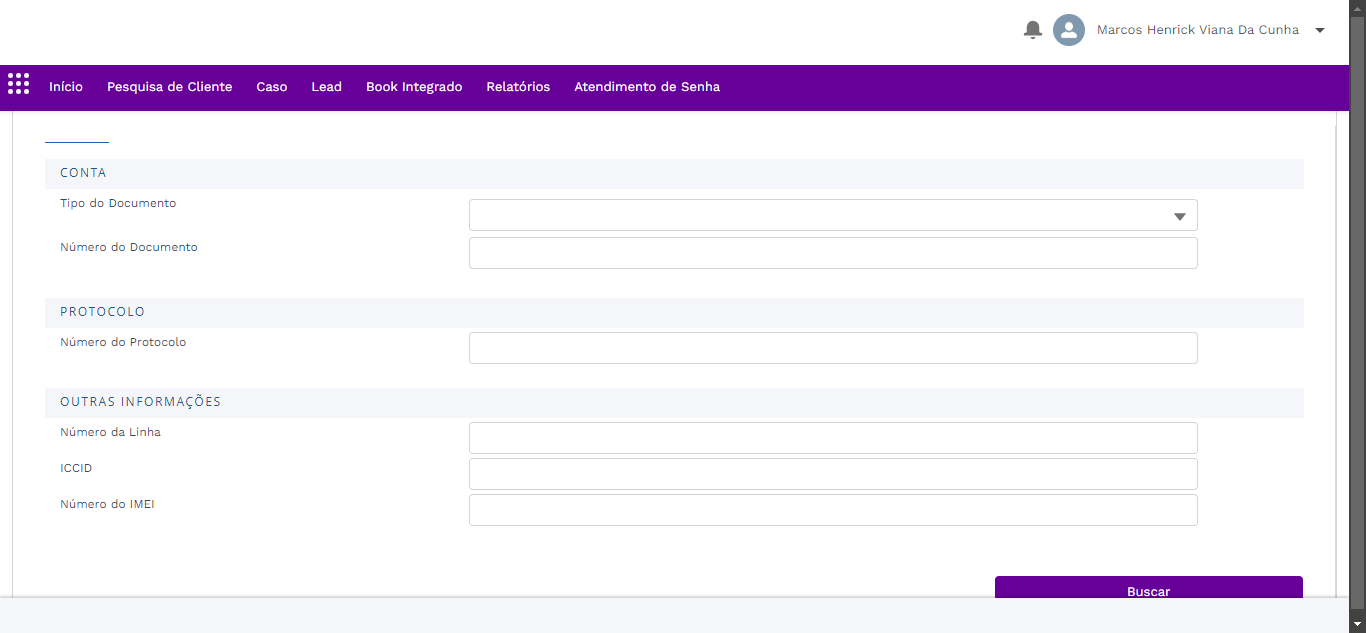 Marcos Henrick Viana Da Cunha
Início Pesquisa de Cliente Caso Lead Book Integrado Relatórios Atendimento de Senha
CONTA
Tipo do Documento
Número do Documento
PROTOCOLO
Número do Protocolo
OUTRAS INFORMAÇÕES
Número da Linha
ICCID
Número do IMEI
Buscar